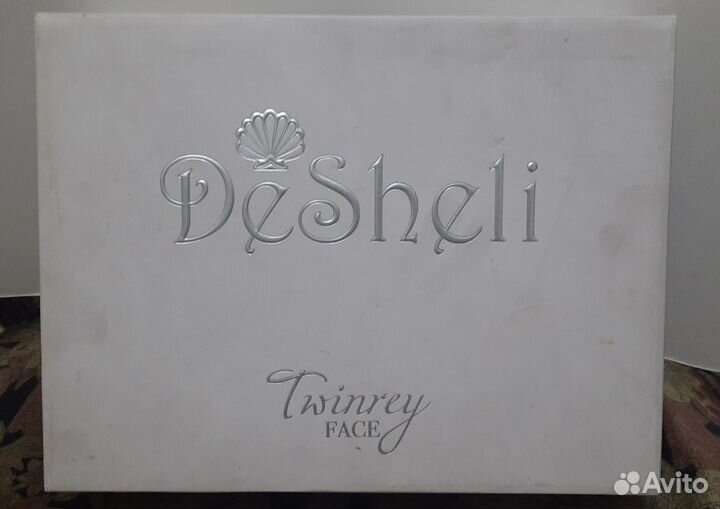 DeSheli
Twinrey
FACE
Avito